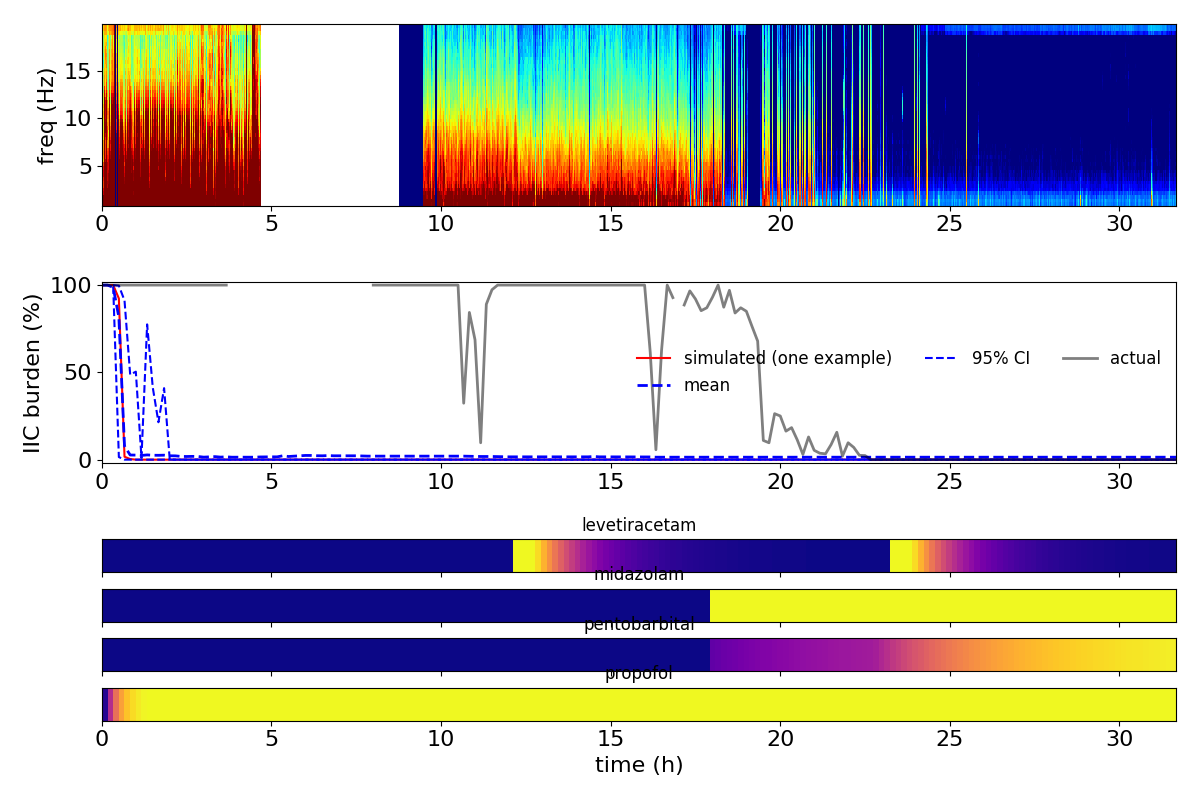 freq (Hz)
15
10
5
0 5 10 15 20 25 30
IIC burden (%)
100
50
0
simulated (one example) 95% CI actual
mean
0 5 10 15 20 25 30
levetiracetam
midazolam
pentobarbital
propofol
0 5 10 15 20 25 30
time (h)